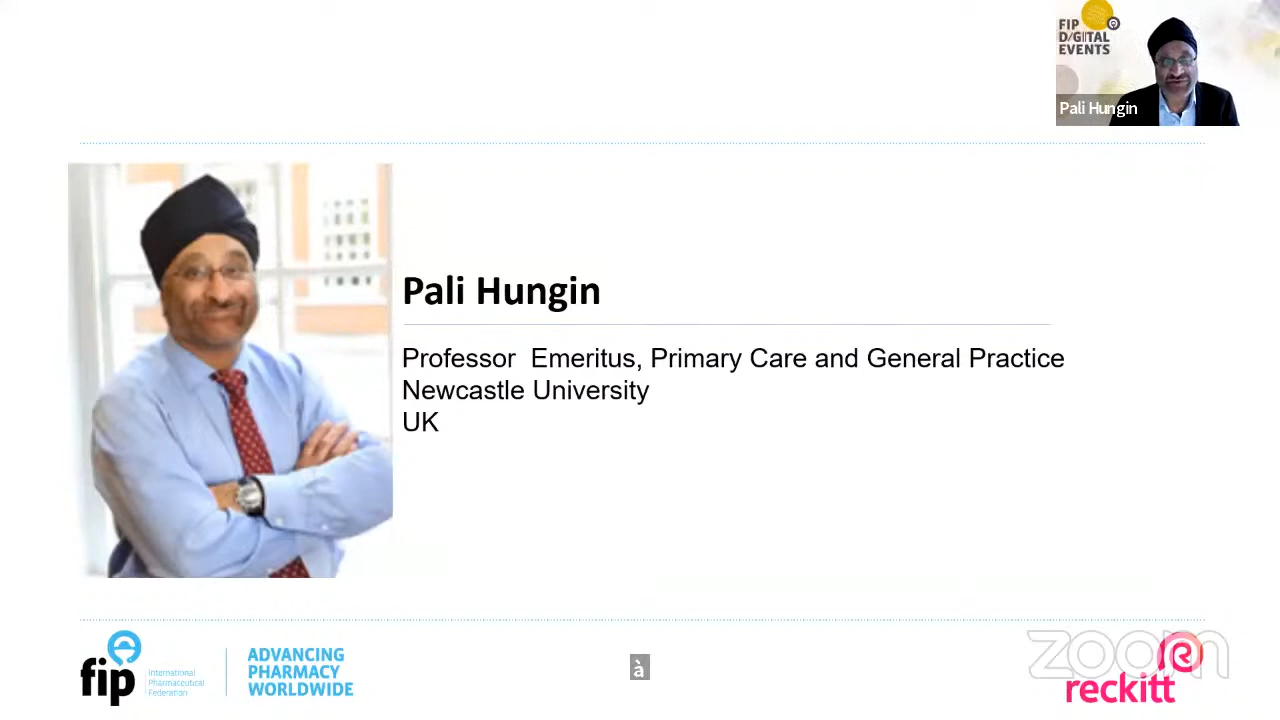 FIP
D/G/TAL
EVENTS
Pali Hungin
Pali Hungin
Professor  Emeritus, Primary Care and General Practice
Newcastle University
UK
fip
International
Pharmaceutical
Federation
ADVANCING
PHARMACY
WORLDWIDE
à
zoom
reckitt